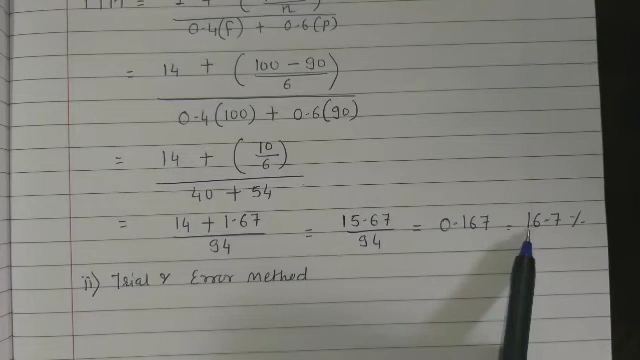 n
0.4(F) + 0.6(P)
= 14 + (100 - 90 / 6)
0.4(100) + 0.6(90)
= 14 + (10 / 6)
40 + 54
= 14 + 1.67 / 94 = 15.67 / 94 = 0.167 = 16.7 %
ii) Trial & Error Method